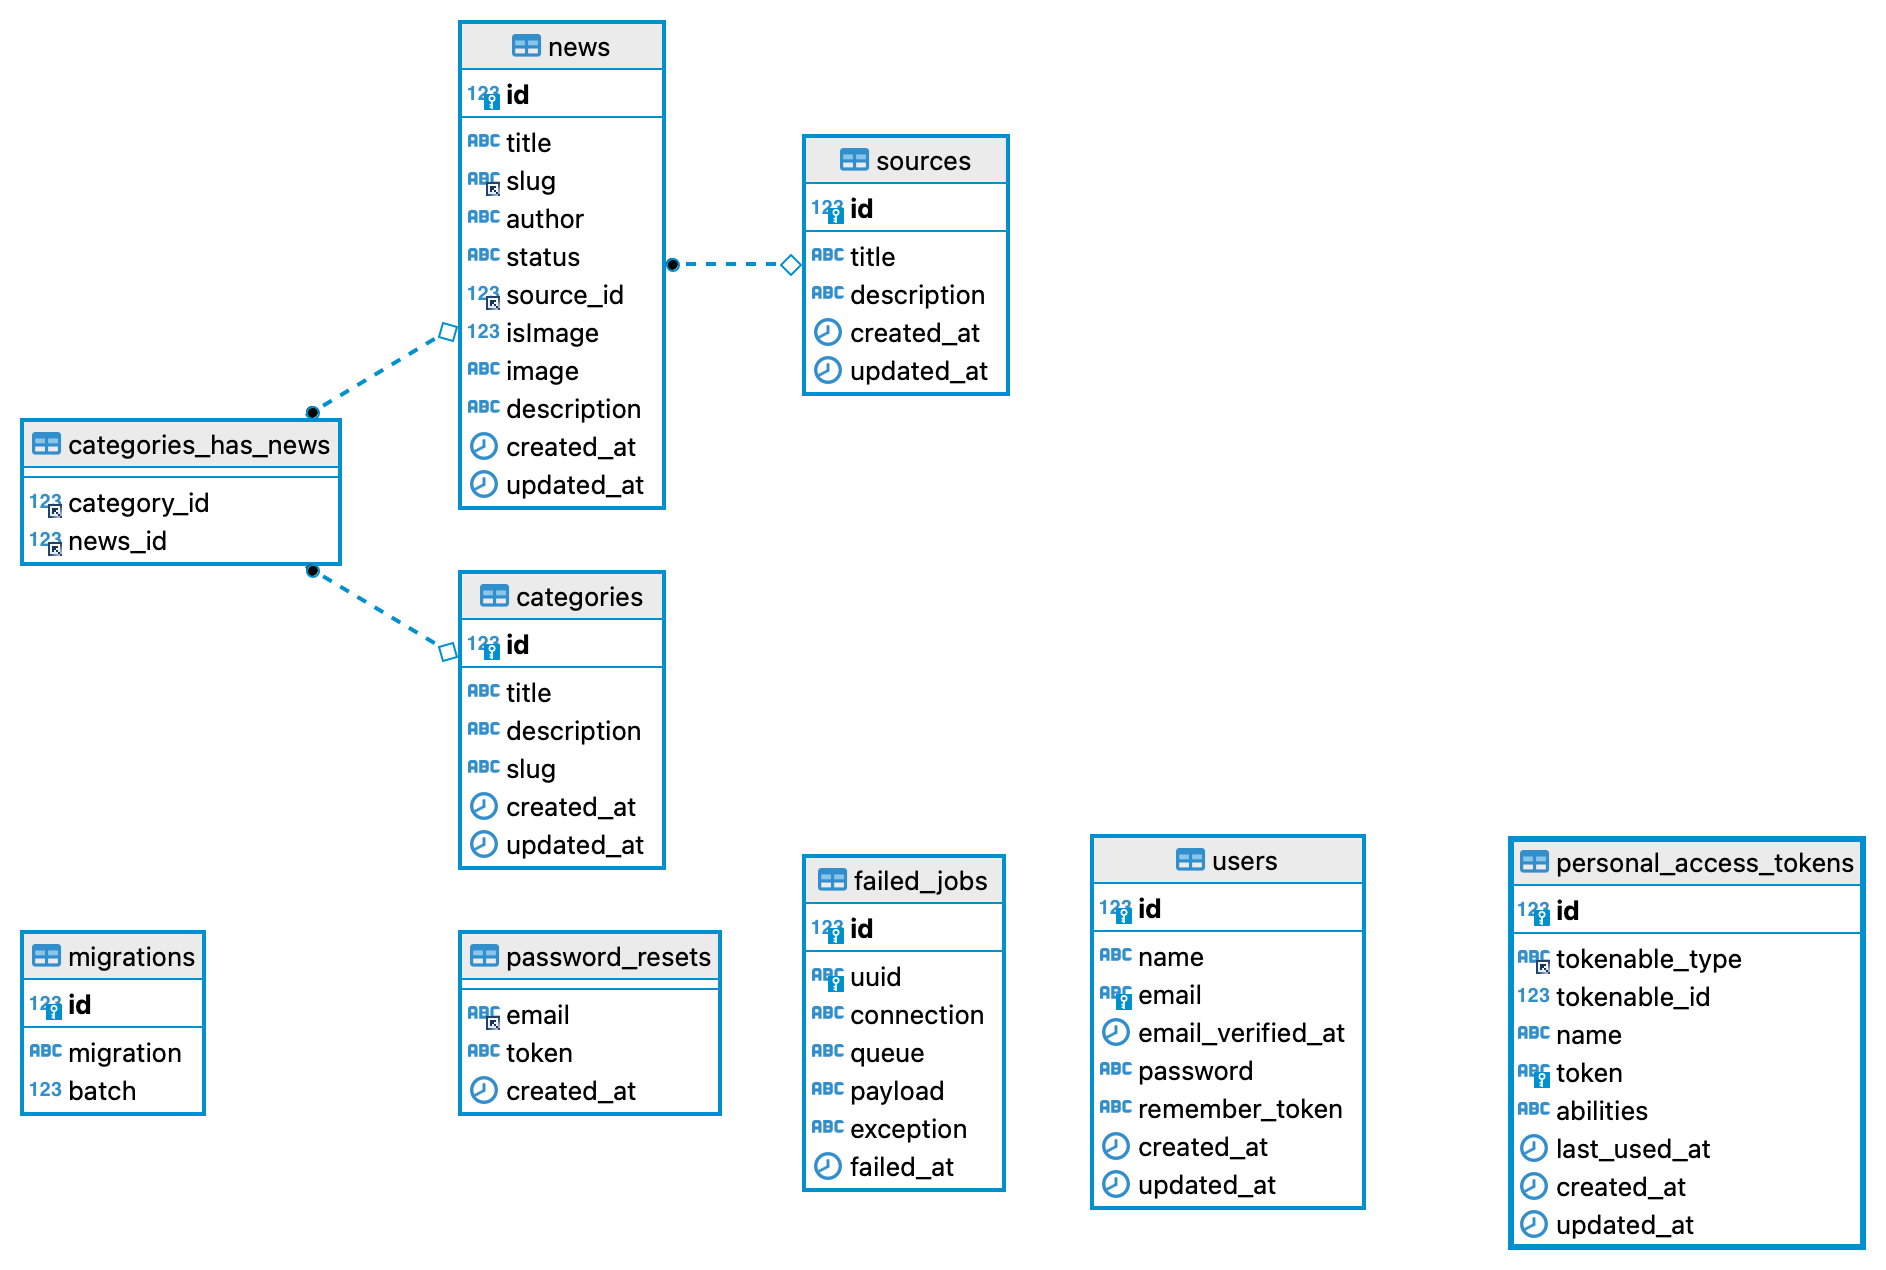 news
123 id
ABC title
ABC slug
ABC author
ABC status
123 source_id
123 isImage
ABC image
ABC description
created_at
updated_at
sources
123 id
ABC title
ABC description
created_at
updated_at
categories_has_news
123 category_id
123 news_id
categories
123 id
ABC title
ABC description
ABC slug
created_at
updated_at
migrations
123 id
ABC migration
123 batch
password_resets
ABC email
ABC token
created_at
failed_jobs
123 id
ABC uuid
ABC connection
ABC queue
ABC payload
ABC exception
failed_at
users
123 id
ABC name
ABC email
email_verified_at
ABC password
ABC remember_token
created_at
updated_at
personal_access_tokens
123 id
ABC tokenable_type
123 tokenable_id
ABC name
ABC token
ABC abilities
last_used_at
created_at
updated_at